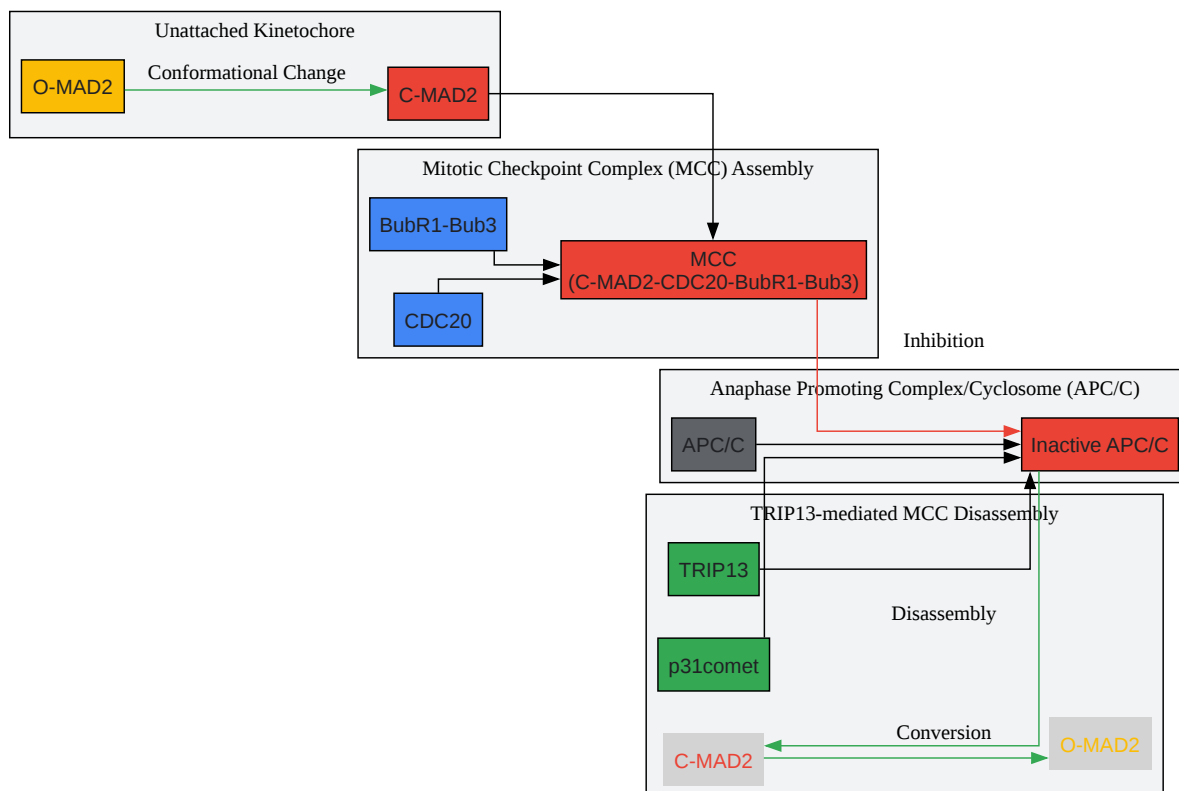 Unattached Kinetochore
O-MAD2
Conformational Change
C-MAD2
Mitotic Checkpoint Complex (MCC) Assembly
BubR1-Bub3
MCC
(C-MAD2-CDC20-BubR1-Bub3)
CDC20
Inhibition
Anaphase Promoting Complex/Cyclosome (APC/C)
APC/C
Inactive APC/C
TRIP13-mediated MCC Disassembly
TRIP13
Disassembly
p31comet
Conversion
C-MAD2
O-MAD2